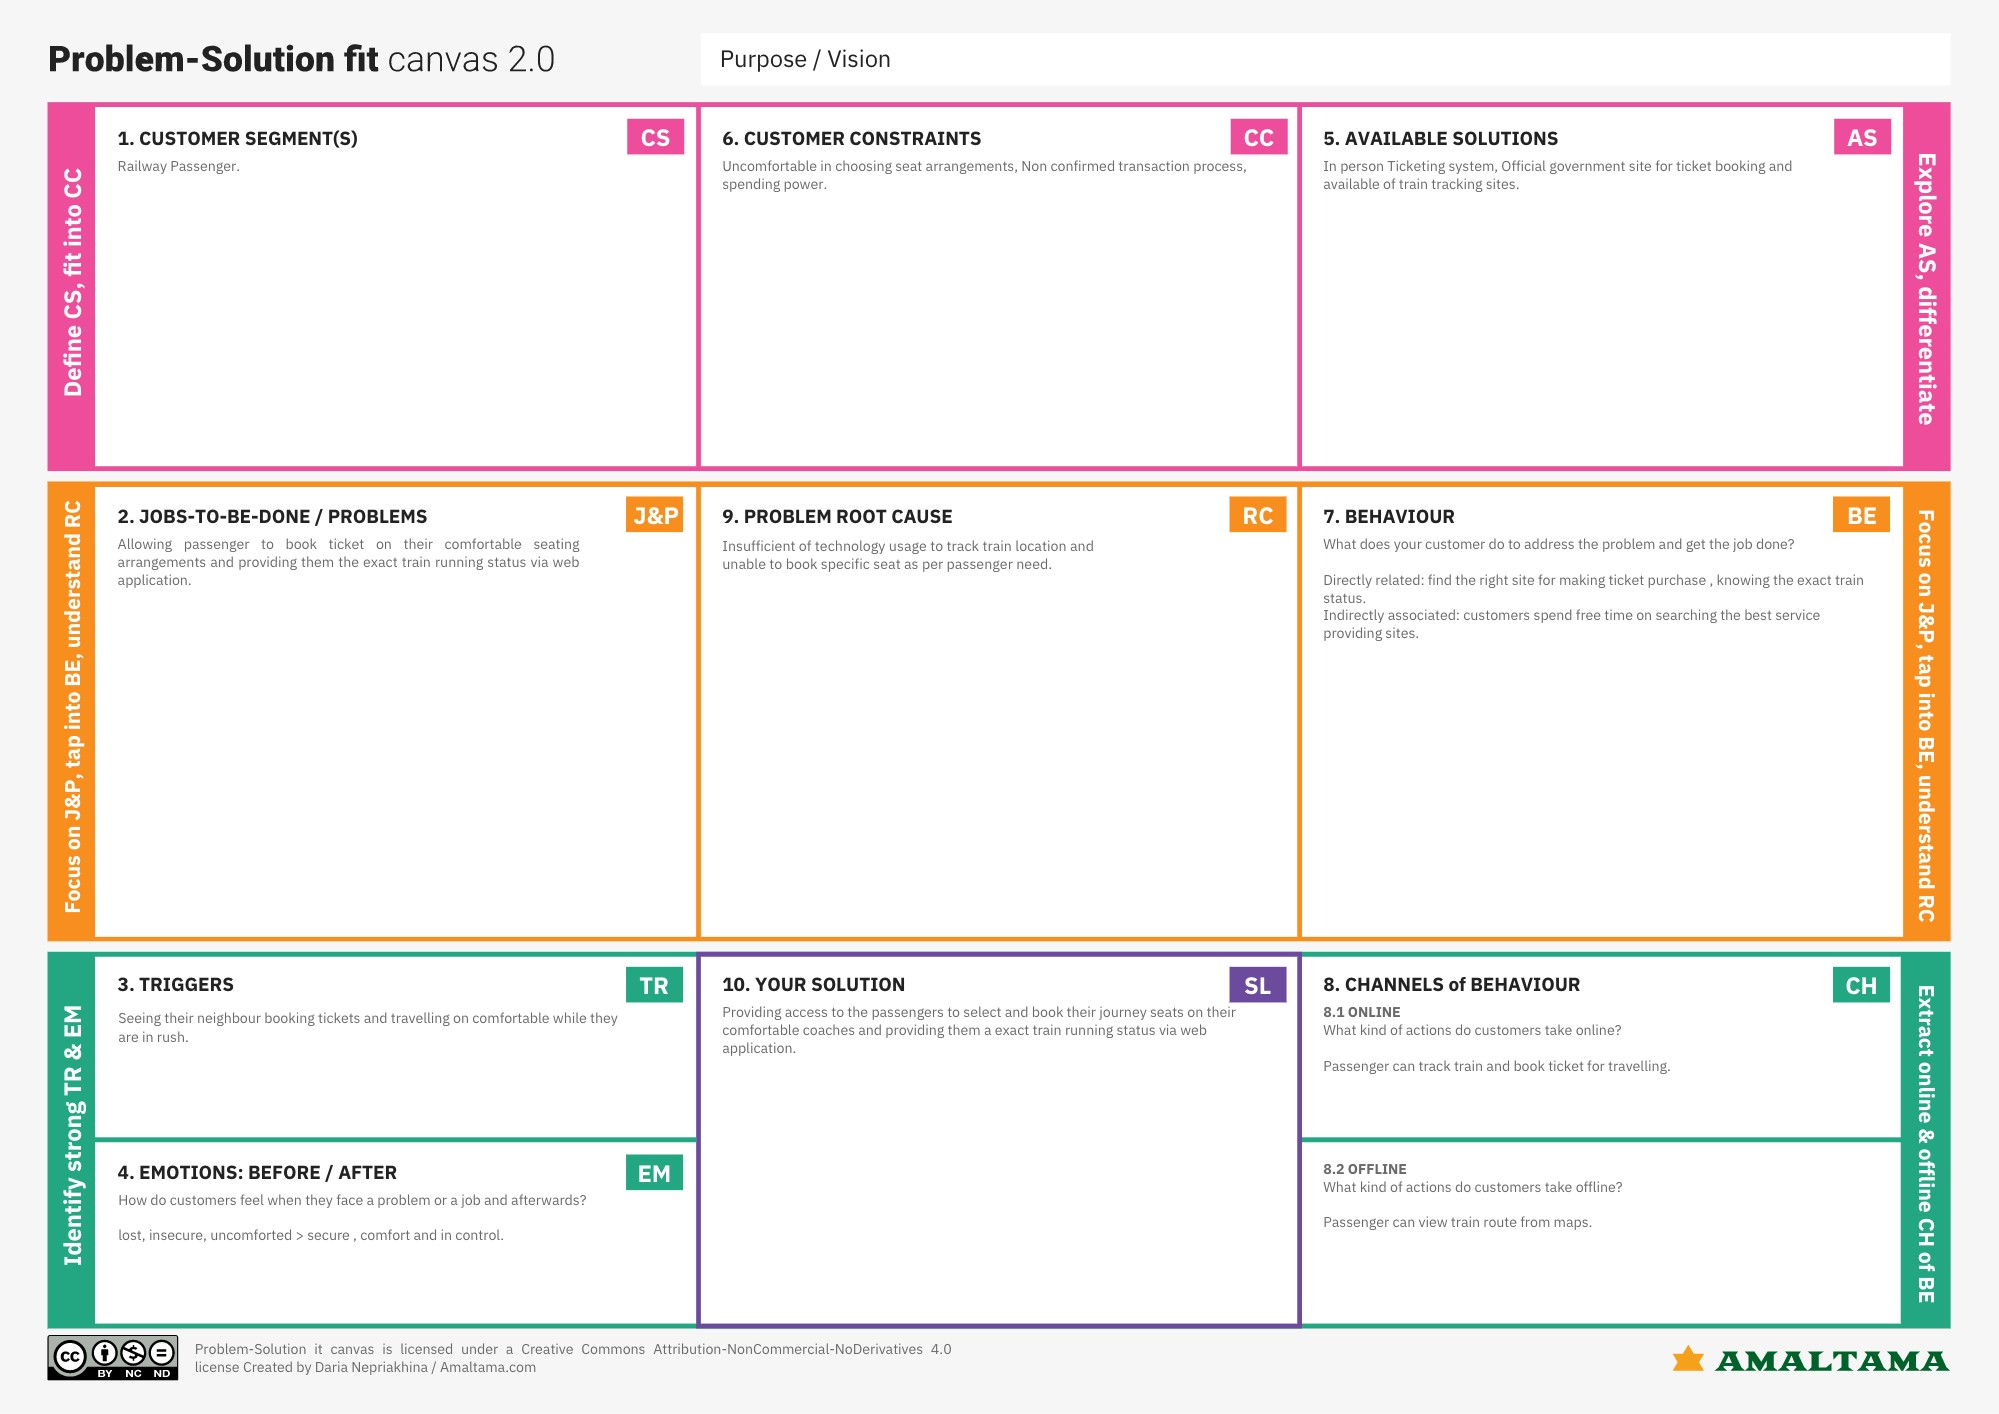 Problem-Solution fit canvas 2.0
Purpose / Vision
Define CS, fit into CC
1. CUSTOMER SEGMENT(S)
CS
Railway Passenger.
6. CUSTOMER CONSTRAINTS
CC
Uncomfortable in choosing seat arrangements, Non confirmed transaction process,
spending power.
5. AVAILABLE SOLUTIONS
AS
In person Ticketing system, Official government site for ticket booking and
available of train tracking sites.
Explore AS, differentiate
Focus on J&P, tap into BE, understand RC
2. JOBS-TO-BE-DONE / PROBLEMS
J&P
Allowing passenger to book ticket on their comfortable seating
arrangements and providing them the exact train running status via web
application.
9. PROBLEM ROOT CAUSE
RC
Insufficient of technology usage to track train location and
unable to book specific seat as per passenger need.
7. BEHAVIOUR
BE
What does your customer do to address the problem and get the job done?
Directly related: find the right site for making ticket purchase , knowing the exact train
status.
Indirectly associated: customers spend free time on searching the best service
providing sites.
Focus on J&P, tap into BE, understand RC
Identify strong TR & EM
3. TRIGGERS
TR
Seeing their neighbour booking tickets and travelling on comfortable while they
are in rush.
4. EMOTIONS: BEFORE / AFTER
EM
How do customers feel when they face a problem or a job and afterwards?
lost, insecure, uncomforted > secure , comfort and in control.
10. YOUR SOLUTION
SL
Providing access to the passengers to select and book their journey seats on their
comfortable coaches and providing them a exact train running status via web
application.
8. CHANNELS of BEHAVIOUR
CH
8.1 ONLINE
What kind of actions do customers take online?
Passenger can track train and book ticket for travelling.
8.2 OFFLINE
What kind of actions do customers take offline?
Passenger can view train route from maps.
Extract online & offline CH of BE
cc
BY NC ND
Problem-Solution it canvas is licensed under a Creative Commons Attribution-NonCommercial-NoDerivatives 4.0
license Created by Daria Nepriakhina / Amaltama.com
AMALTAMA